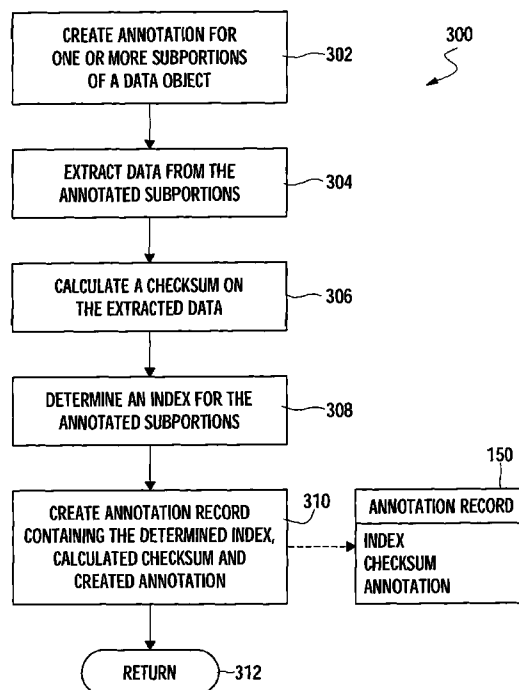 CREATE ANNOTATION FOR
ONE OR MORE SUBPORTIONS
OF A DATA OBJECT
302
300
EXTRACT DATA FROM THE
ANNOTATED SUBPORTIONS
304
CALCULATE A CHECKSUM ON
THE EXTRACTED DATA
306
DETERMINE AN INDEX FOR THE
ANNOTATED SUBPORTIONS
308
CREATE ANNOTATION RECORD
CONTAINING THE DETERMINED INDEX,
CALCULATED CHECKSUM AND
CREATED ANNOTATION
310
150
ANNOTATION RECORD
INDEX
CHECKSUM
ANNOTATION
RETURN
312